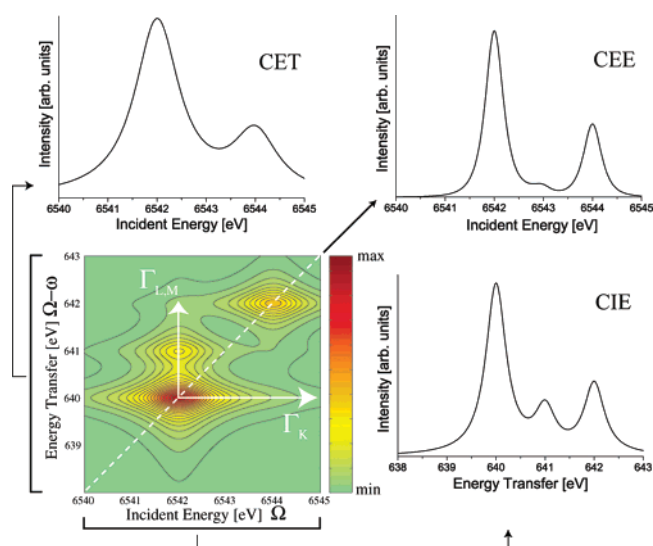 CET
Intensity [arb. units]
6540 6541 6542 6543 6544 6545
Incident Energy [eV]
CEE
Intensity [arb. units]
6540 6541 6542 6543 6544 6545
Incident Energy [eV]
Energy Transfer [eV] Ω-ω
643
642
641
640
639
638
Γ L,M
Γ K
6540 6541 6542 6543 6544 6545
Incident Energy [eV] Ω
max
min
CIE
Intensity [arb. units]
638 639 640 641 642 643
Energy Transfer [eV]